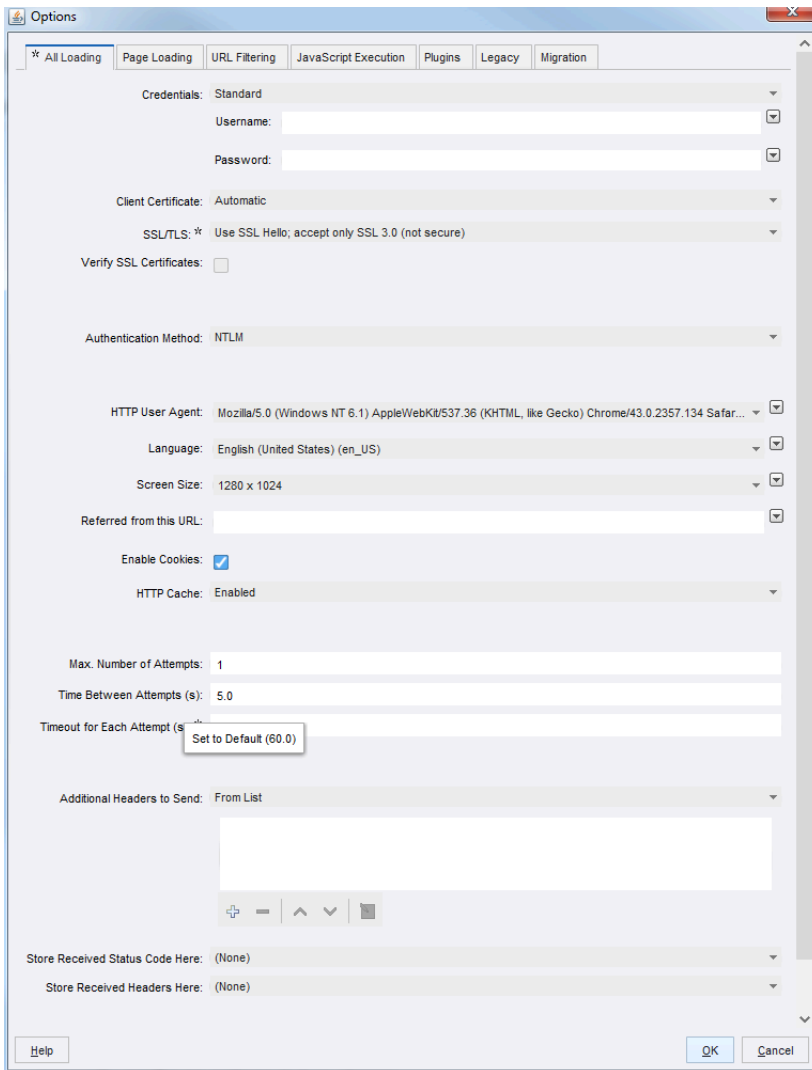 Options
* All Loading Page Loading URL Filtering JavaScript Execution Plugins Legacy Migration
Credentials: Standard
Username:
Password:
Client Certificate: Automatic
SSL/TLS: * Use SSL Hello; accept only SSL 3.0 (not secure)
Verify SSL Certificates:
Authentication Method: NTLM
HTTP User Agent: Mozilla/5.0 (Windows NT 6.1) AppleWebKit/537.36 (KHTML, like Gecko) Chrome/43.0.2357.134 Safar...
Language: English (United States) (en_US)
Screen Size: 1280 x 1024
Referred from this URL:
Enable Cookies:
HTTP Cache: Enabled
Max. Number of Attempts: 1
Time Between Attempts (s): 5.0
Timeout for Each Attempt (s *
Set to Default (60.0)
Additional Headers to Send: From List
Store Received Status Code Here: (None)
Store Received Headers Here: (None)
Help OK Cancel